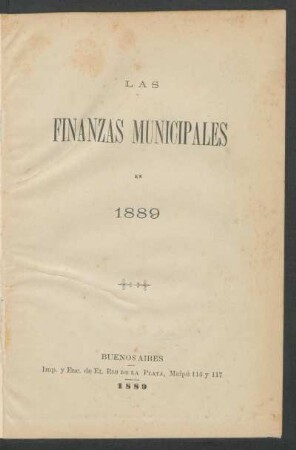 LAS
FINANZAS MUNICIPALES
EN
1889
BUENOS AIRES
Imp. y Enc. de EL RIO DE LA PLATA, Maipú 115 y 117
1889